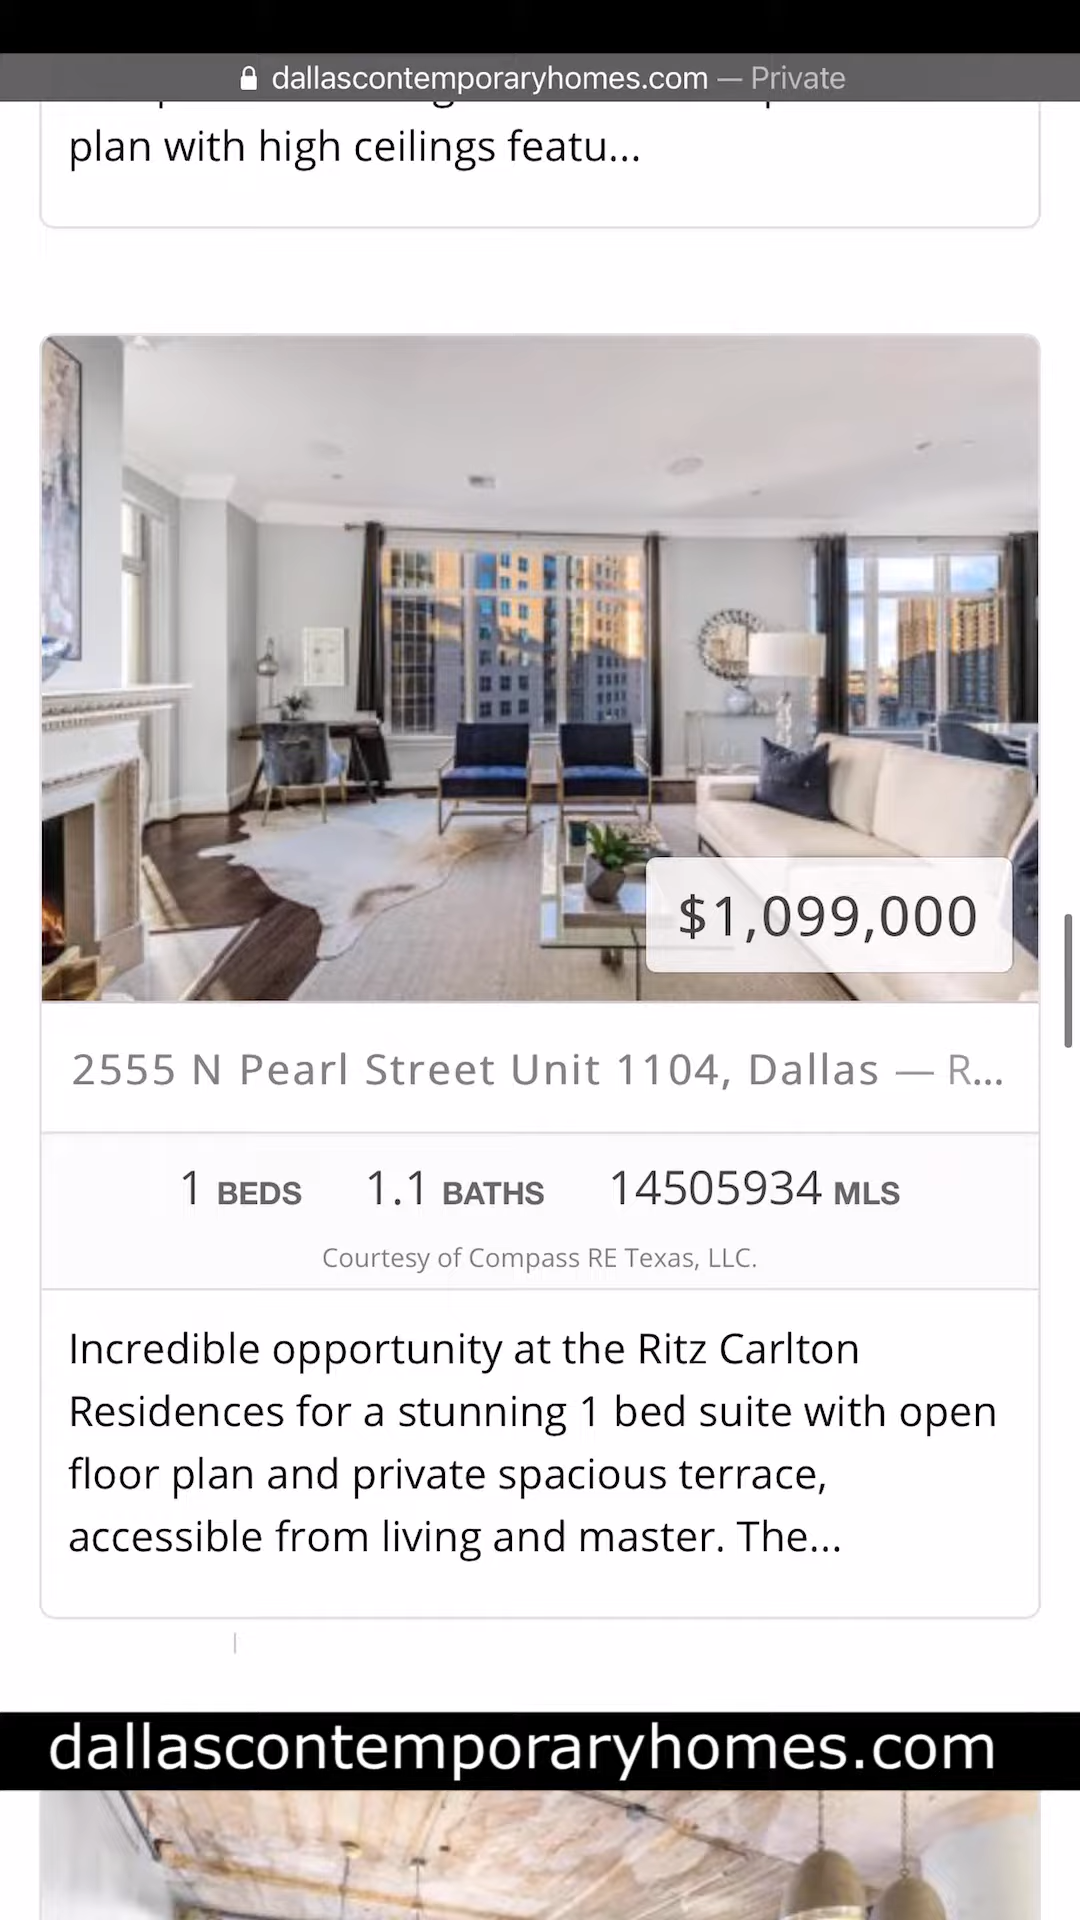 dallascontemporaryhomes.com — Private
plan with high ceilings featu...
$1,099,000
2555 N Pearl Street Unit 1104, Dallas — R...
1 BEDS 1.1 BATHS 14505934 MLS
Courtesy of Compass RE Texas, LLC.
Incredible opportunity at the Ritz Carlton
Residences for a stunning 1 bed suite with open
floor plan and private spacious terrace,
accessible from living and master. The...
dallascontemporaryhomes.com